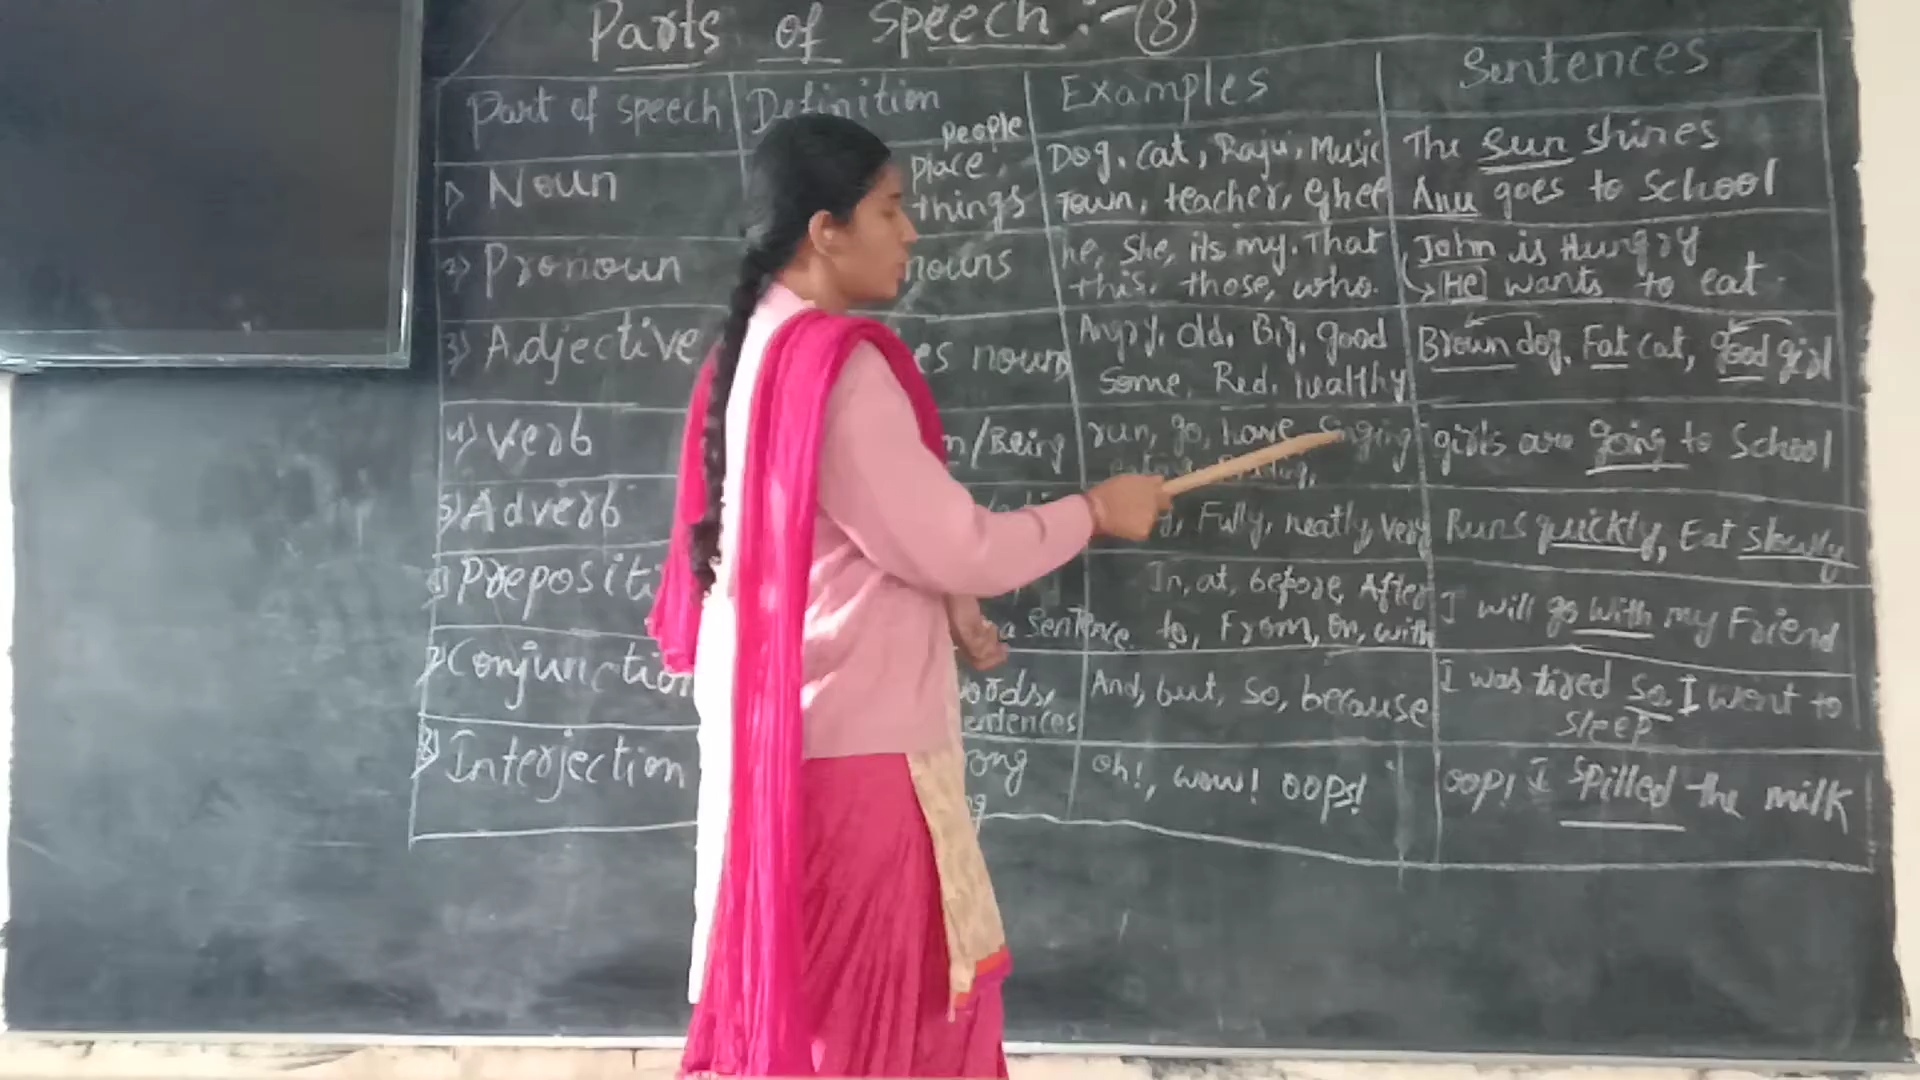 Parts of Speech :- 8
Part of speech Definition Examples Sentences
1) Noun
people
place,
things
Dog, cat, Raju, Music
Town, teacher, Ghee
The Sun shines
Anu goes to School
2) Pronoun
nouns
he, She, its my. That
this, those, who.
John is Hungry
He wants to eat.
3) Adjective
nouns
Angry, old, Big, good
Some, Red, healthy
Brown dog, Fat cat, good girl
4) Verb
/Being
run, go, have singing
eating
girls are going to School
5) Adverb
Fully, neatly, very
Runs quickly, Eat slowly
6) Prepositi
a Sentence
In, at, before, After
to, From, on, with
I will go with my Friend
7) Conjunction
And, but, so, because
I was tired So, I went to
sleep
8) Interjection
oh!, wow! oops!
oop! I spilled the milk